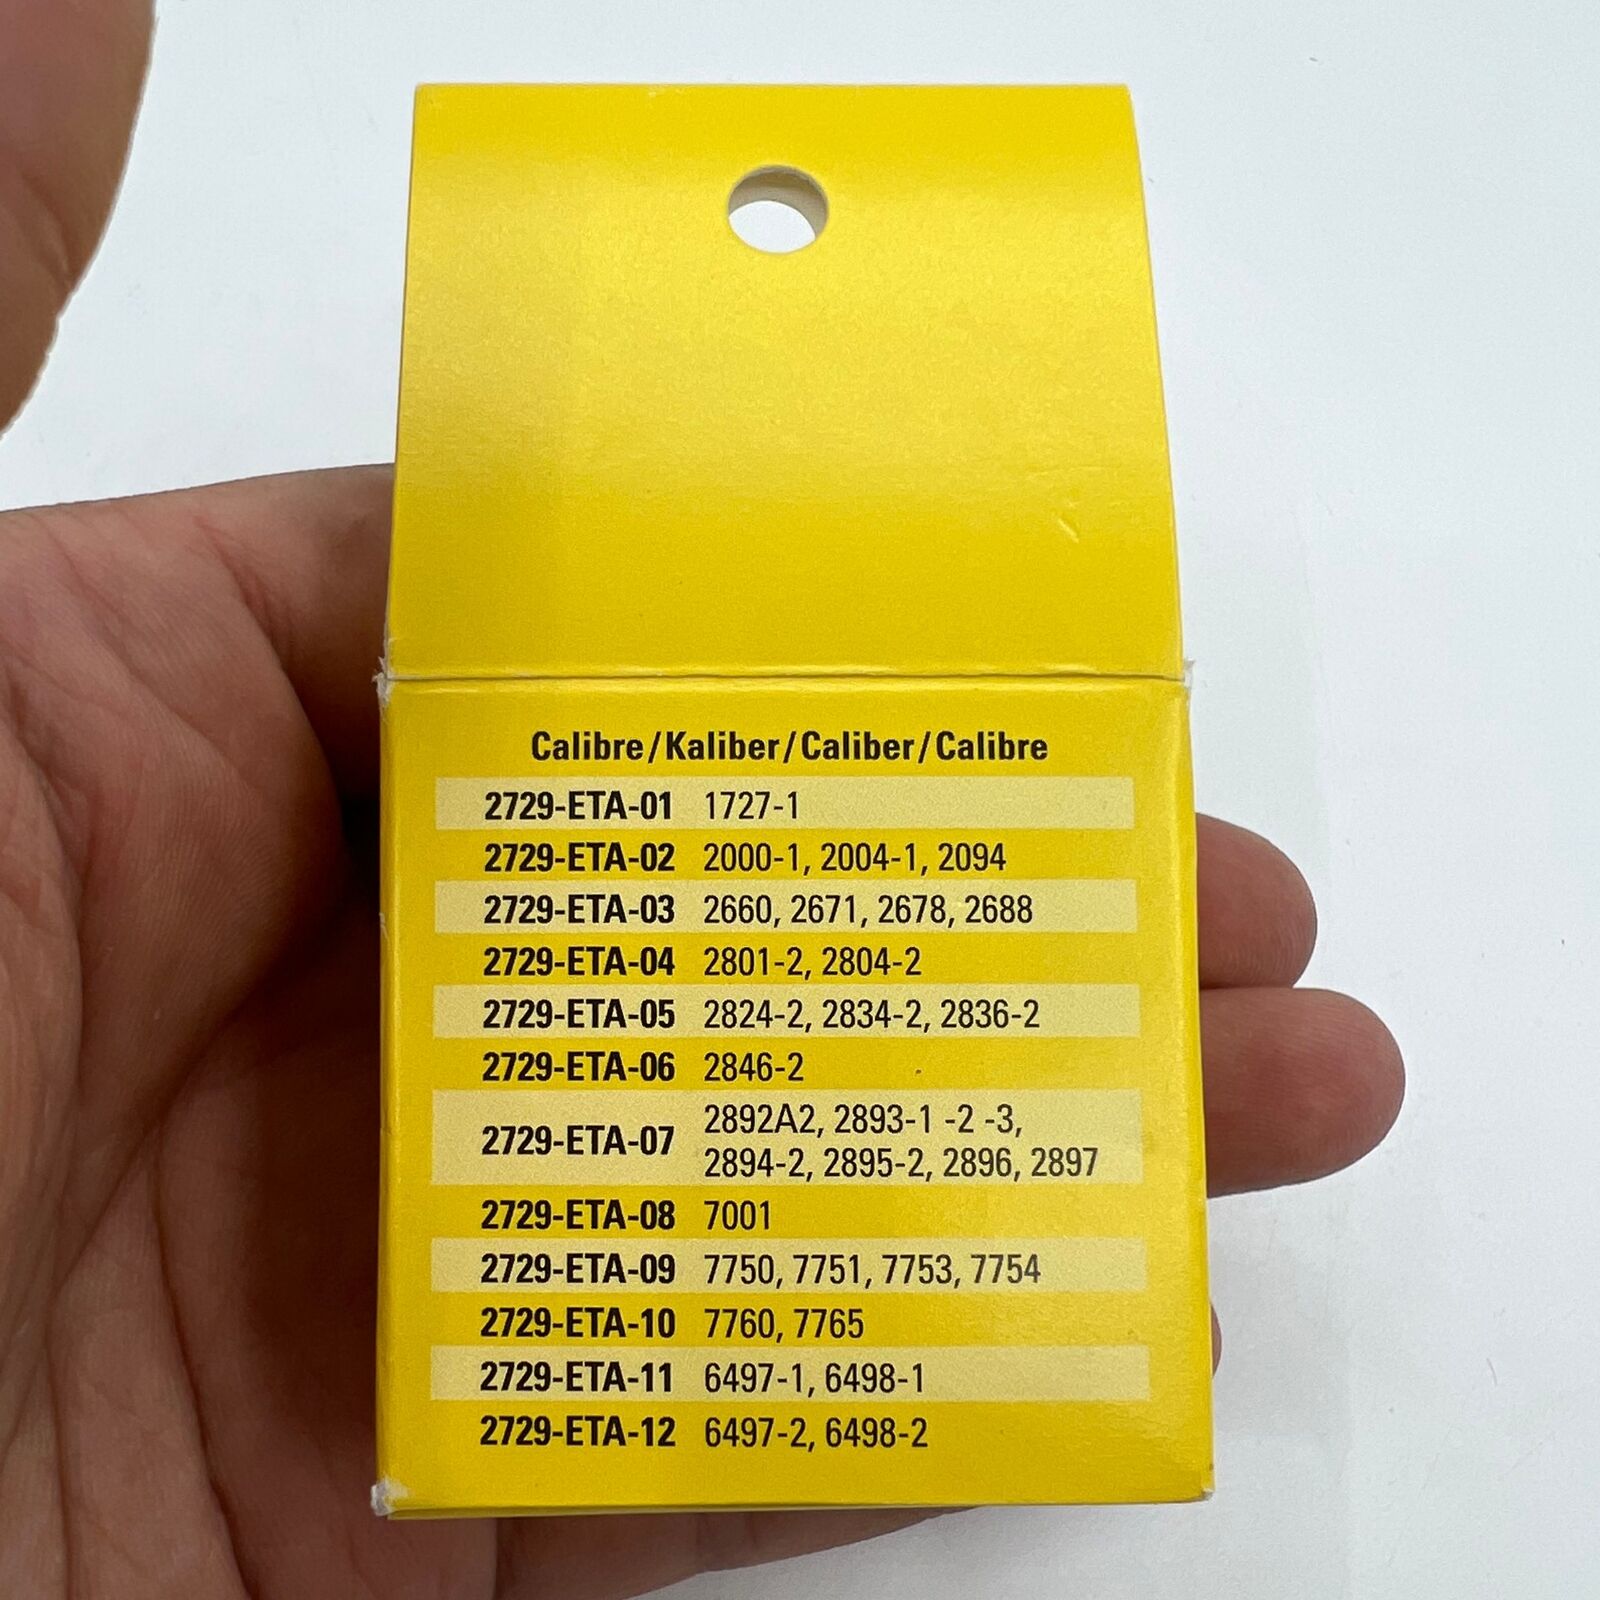 Calibre/Kaliber/Caliber/Calibre
2729-ETA-01 1727-1
2729-ETA-02 2000-1, 2004-1, 2094
2729-ETA-03 2660, 2671, 2678, 2688
2729-ETA-04 2801-2, 2804-2
2729-ETA-05 2824-2, 2834-2, 2836-2
2729-ETA-06 2846-2
2729-ETA-07 2892A2, 2893-1 -2 -3,
2894-2, 2895-2, 2896, 2897
2729-ETA-08 7001
2729-ETA-09 7750, 7751, 7753, 7754
2729-ETA-10 7760, 7765
2729-ETA-11 6497-1, 6498-1
2729-ETA-12 6497-2, 6498-2